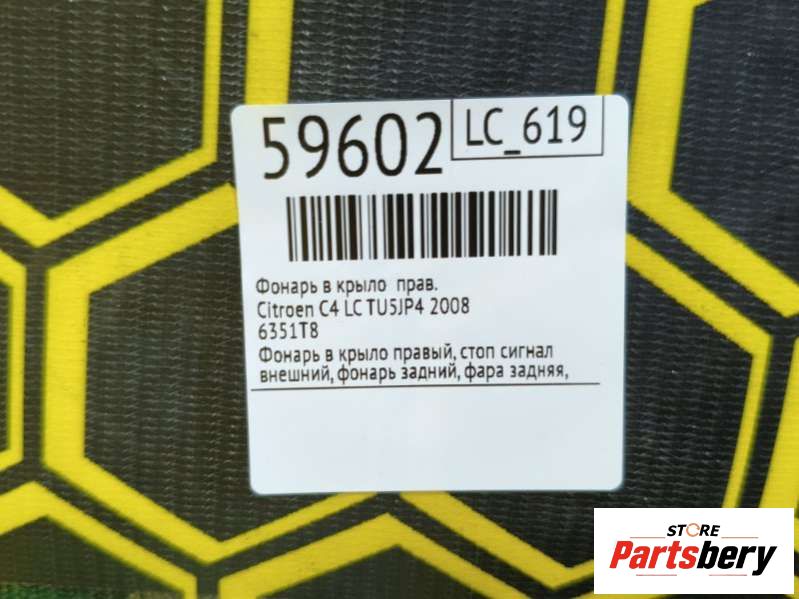 59602
LC_619
Фонарь в крыло прав.
Citroen C4 LC TU5JP4 2008
6351T8
Фонарь в крыло правый, стоп сигнал
внешний, фонарь задний, фара задняя,
STORE
Partsbery